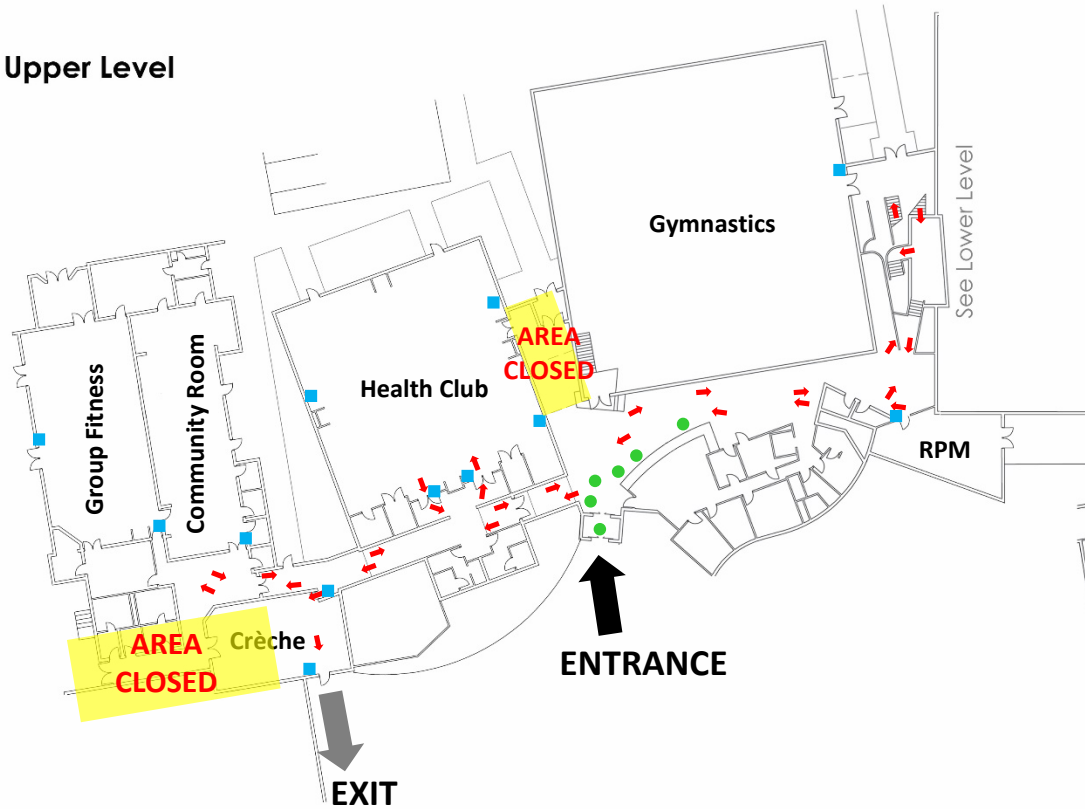 Upper Level
Gymnastics
See Lower Level
AREA
CLOSED
Health Club
Group Fitness
Community Room
RPM
Crèche
AREA
CLOSED
ENTRANCE
EXIT